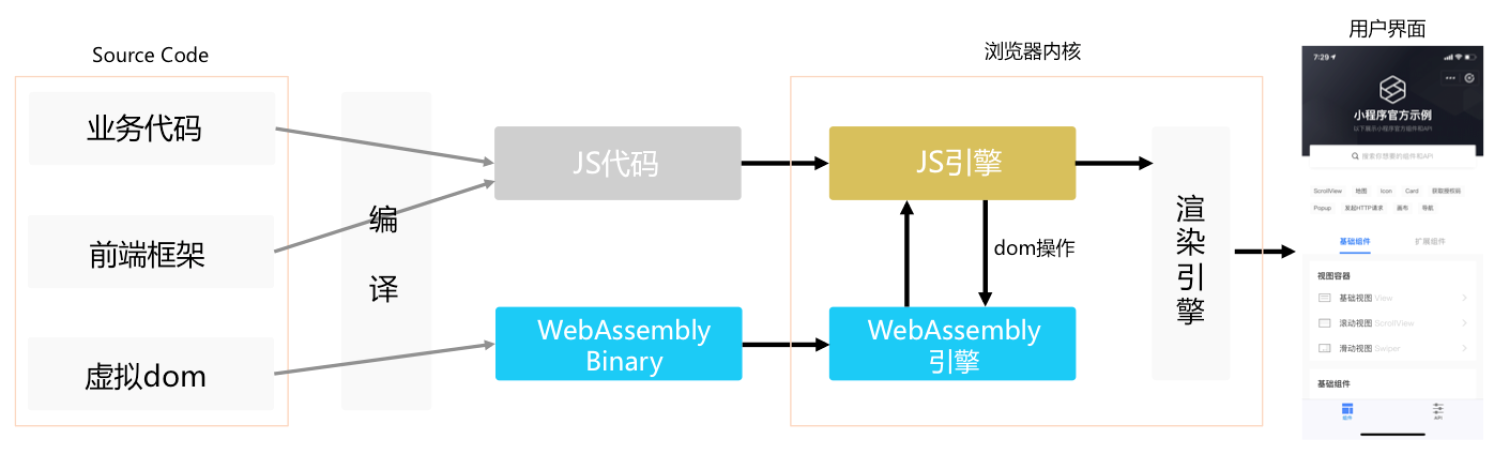 Source Code
业务代码
前端框架
虚拟dom
编
译
JS代码
WebAssembly
Binary
浏览器内核
JS引擎
dom操作
WebAssembly
引擎
渲
染
引
擎
用户界面
7:29
小程序官方示例
以下展示小程序官方组件和API
搜索你想要的组件和API
ScrollView 地图 Icon Card 获取授权码
Popup 发起HTTP请求 画布 导航
基础组件 扩展组件
视图容器
基础视图 View
滚动视图 ScrollView
滑动视图 Swiper
基础组件
组件 API